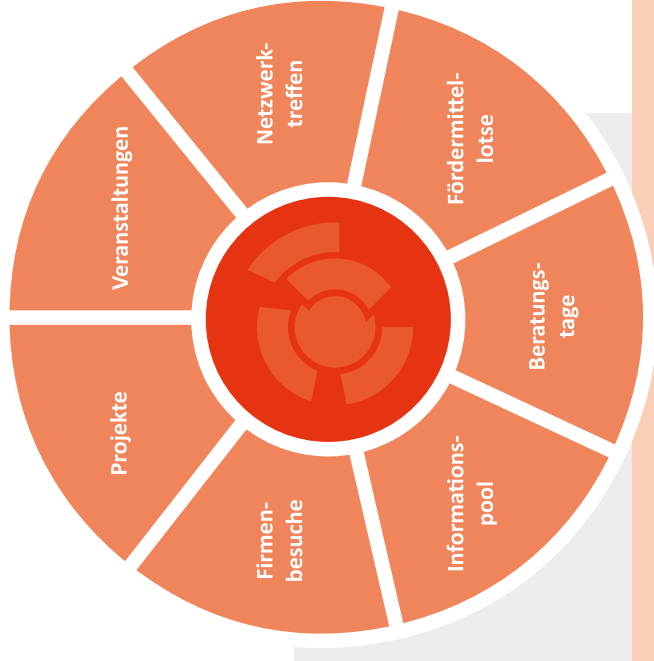 Projekte
Veranstaltungen
Netzwerk-
treffen
Fördermittel-
lotse
Beratungs-
tage
Informations-
pool
Firmen-
besuche